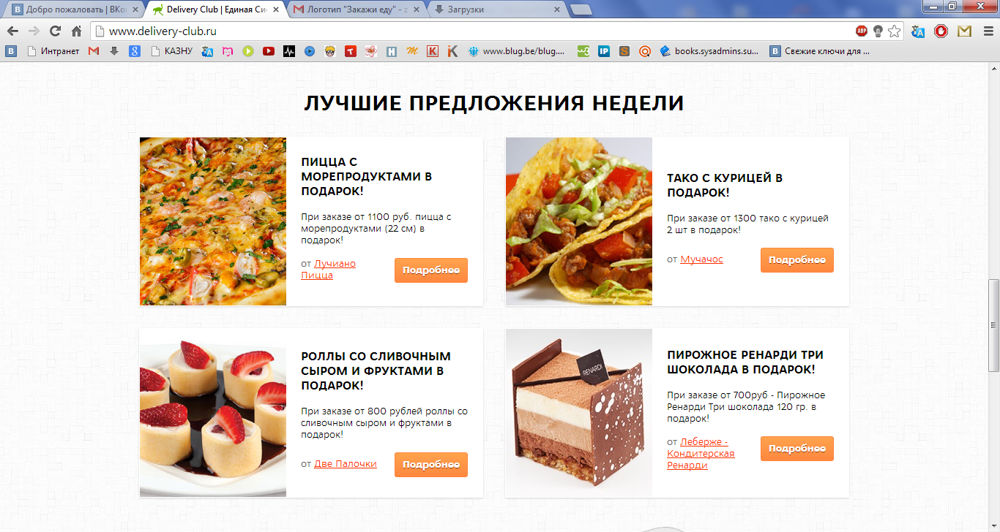 Добро пожаловать | ВКо
Delivery Club | Единая Си
Логотип "Закажи еду" - z
Загрузки
www.delivery-club.ru
Интранет
КАЗНУ
www.blug.be/blug....
books.sysadmins.su...
Свежие ключи для ...
ЛУЧШИЕ ПРЕДЛОЖЕНИЯ НЕДЕЛИ
ПИЦЦА С
МОРЕПРОДУКТАМИ В
ПОДАРОК!
При заказе от 1100 руб. пицца с
морепродуктами (22 см) в
подарок!
от Лучиано
Пицца
Подробнее
ТАКО С КУРИЦЕЙ В
ПОДАРОК!
При заказе от 1300 тако с курицей
2 шт в подарок!
от Мучачос
Подробнее
РОЛЛЫ СО СЛИВОЧНЫМ
СЫРОМ И ФРУКТАМИ В
ПОДАРОК!
При заказе от 800 рублей роллы со
сливочным сыром и фруктами в
подарок!
от Две Палочки
Подробнее
RENARDI
ПИРОЖНОЕ РЕНАРДИ ТРИ
ШОКОЛАДА В ПОДАРОК!
При заказе от 700руб - Пирожное
Ренарди Три шоколада 120 гр. в
подарок!
от Леберже -
Кондитерская
Ренарди
Подробнее